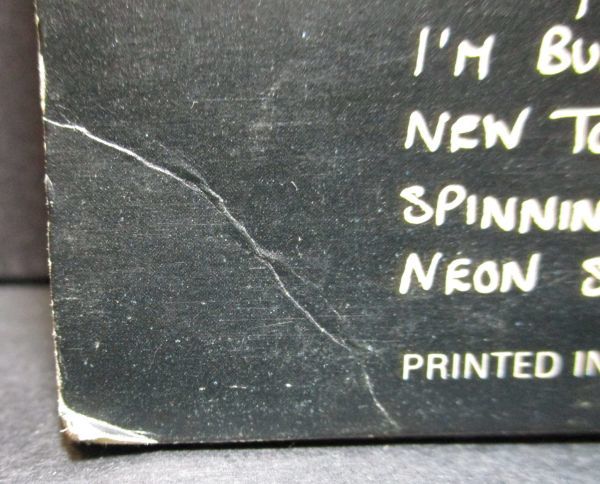 I'M BU
NEW TO
SPINNIN
NEON S
PRINTED IN